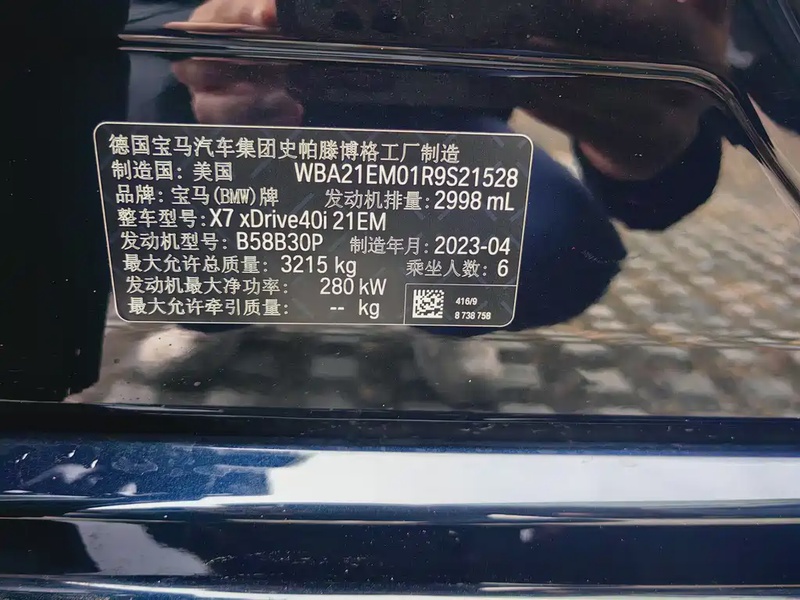 德国宝马汽车集团史帕滕博格工厂制造
制造国: 美国 WBA21EM01R9S21528
品牌: 宝马(BMW)牌 发动机排量: 2998 mL
整车型号: X7 xDrive40i 21EM
发动机型号: B58B30P 制造年月: 2023-04
最大允许总质量: 3215 kg 乘坐人数: 6
发动机最大净功率: 280 kW
最大允许牵引质量: -- kg
416/9
8 738 758